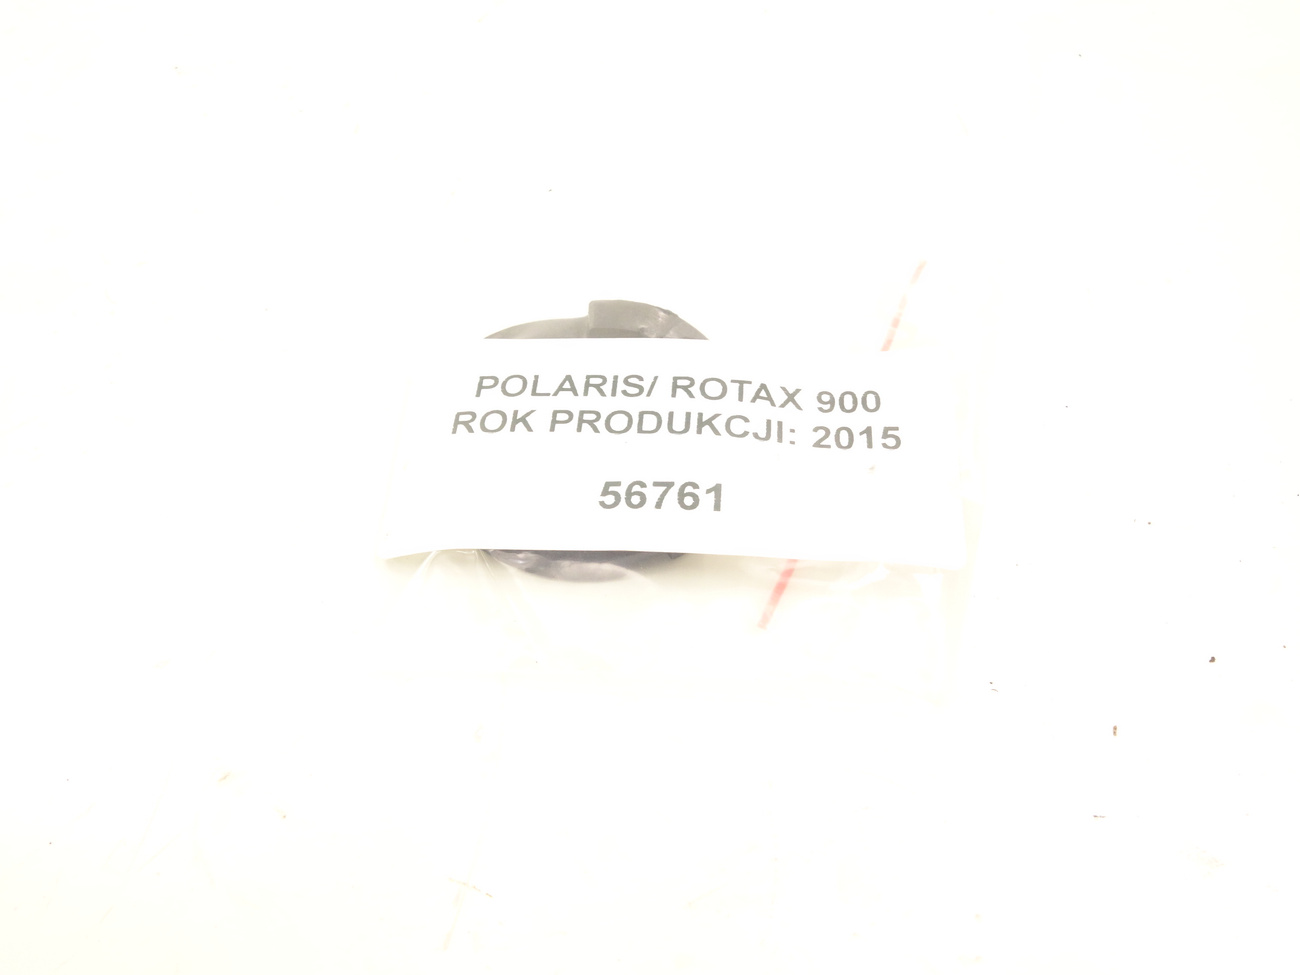 POLARIS/ ROTAX 900
ROK PRODUKCJI: 2015
56761